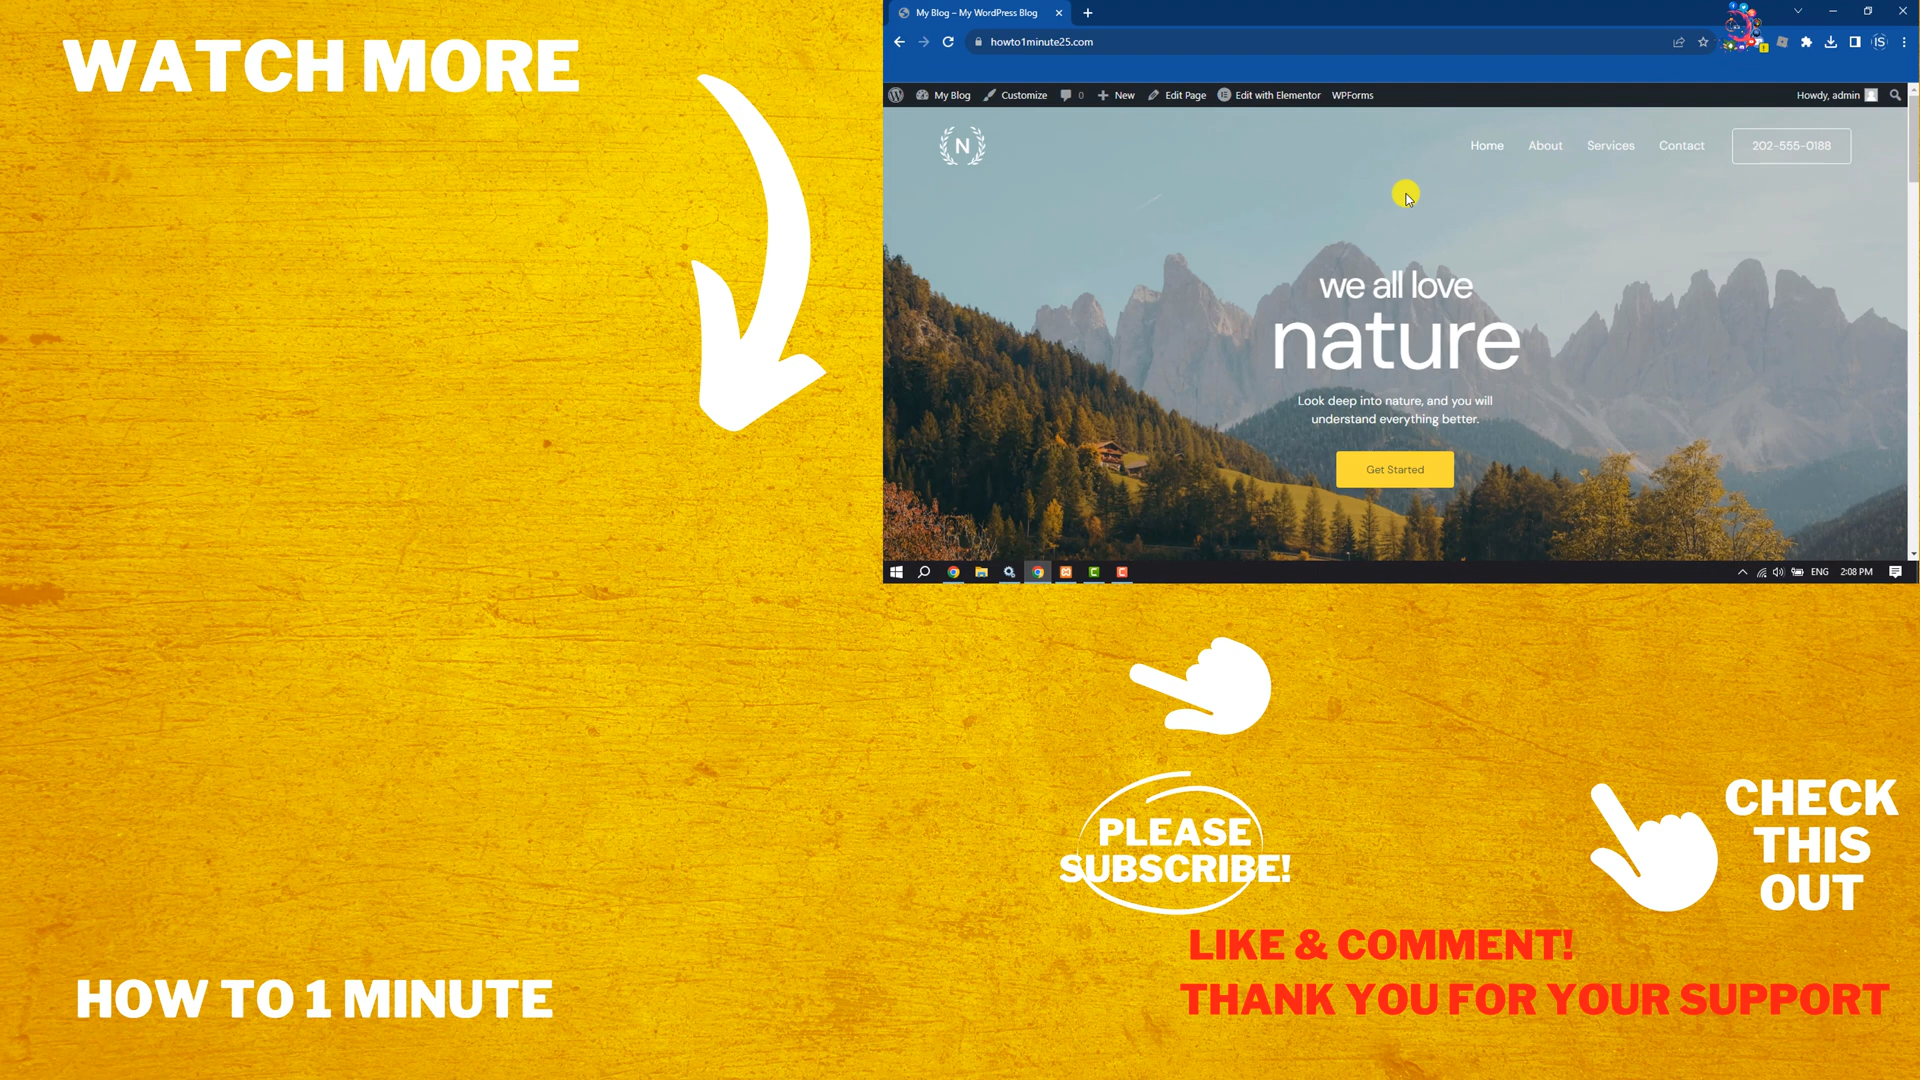 WATCH MORE
My Blog – My WordPress Blog
howto1minute25.com
IS
My Blog
Customize
0
New
Edit Page
Edit with Elementor
WPForms
Howdy, admin
N
Home
About
Services
Contact
202-555-0188
we all love
nature
Look deep into nature, and you will
understand everything better.
Get Started
ENG
2:08 PM
PLEASE
SUBSCRIBE!
CHECK
THIS
OUT
LIKE & COMMENT!
THANK YOU FOR YOUR SUPPORT
HOW TO 1 MINUTE